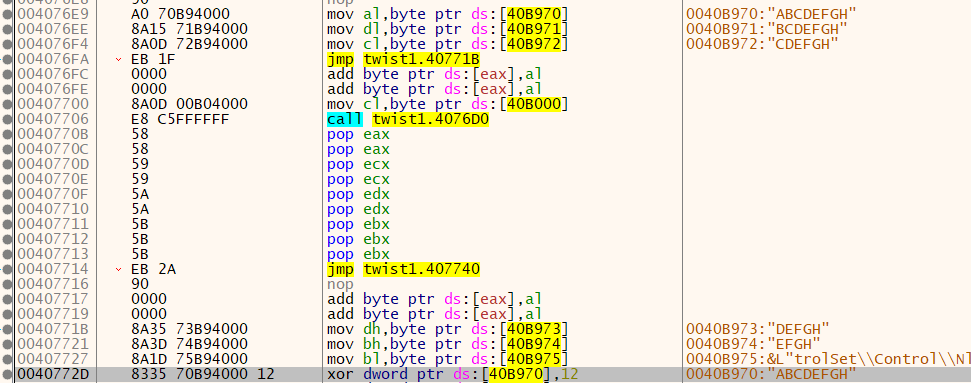 004076E9 A0 70B94000 mov al,byte ptr ds:[40B970] 0040B970:"ABCDEFGH"
004076EE 8A15 71B94000 mov dl,byte ptr ds:[40B971] 0040B971:"BCDEFGH"
004076F4 8A0D 72B94000 mov cl,byte ptr ds:[40B972] 0040B972:"CDEFGH"
004076FA EB 1F jmp twist1.40771B
004076FC 0000 add byte ptr ds:[eax],al
004076FE 0000 add byte ptr ds:[eax],al
00407700 8A0D 00B04000 mov cl,byte ptr ds:[40B000]
00407706 E8 C5FFFFFF call twist1.4076D0
0040770B 58 pop eax
0040770C 58 pop eax
0040770D 59 pop ecx
0040770E 59 pop ecx
0040770F 5A pop edx
00407710 5A pop edx
00407711 5B pop ebx
00407712 5B pop ebx
00407713 5B pop ebx
00407714 EB 2A jmp twist1.407740
00407716 90 nop
00407717 0000 add byte ptr ds:[eax],al
00407719 0000 add byte ptr ds:[eax],al
0040771B 8A35 73B94000 mov dh,byte ptr ds:[40B973] 0040B973:"DEFGH"
00407721 8A3D 74B94000 mov bh,byte ptr ds:[40B974] 0040B974:"EFGH"
00407727 8A1D 75B94000 mov bl,byte ptr ds:[40B975] 0040B975:&L"trolSet\\Control\\Nl
0040772D 8335 70B94000 12 xor dword ptr ds:[40B970],12 0040B970:"ABCDEFGH"